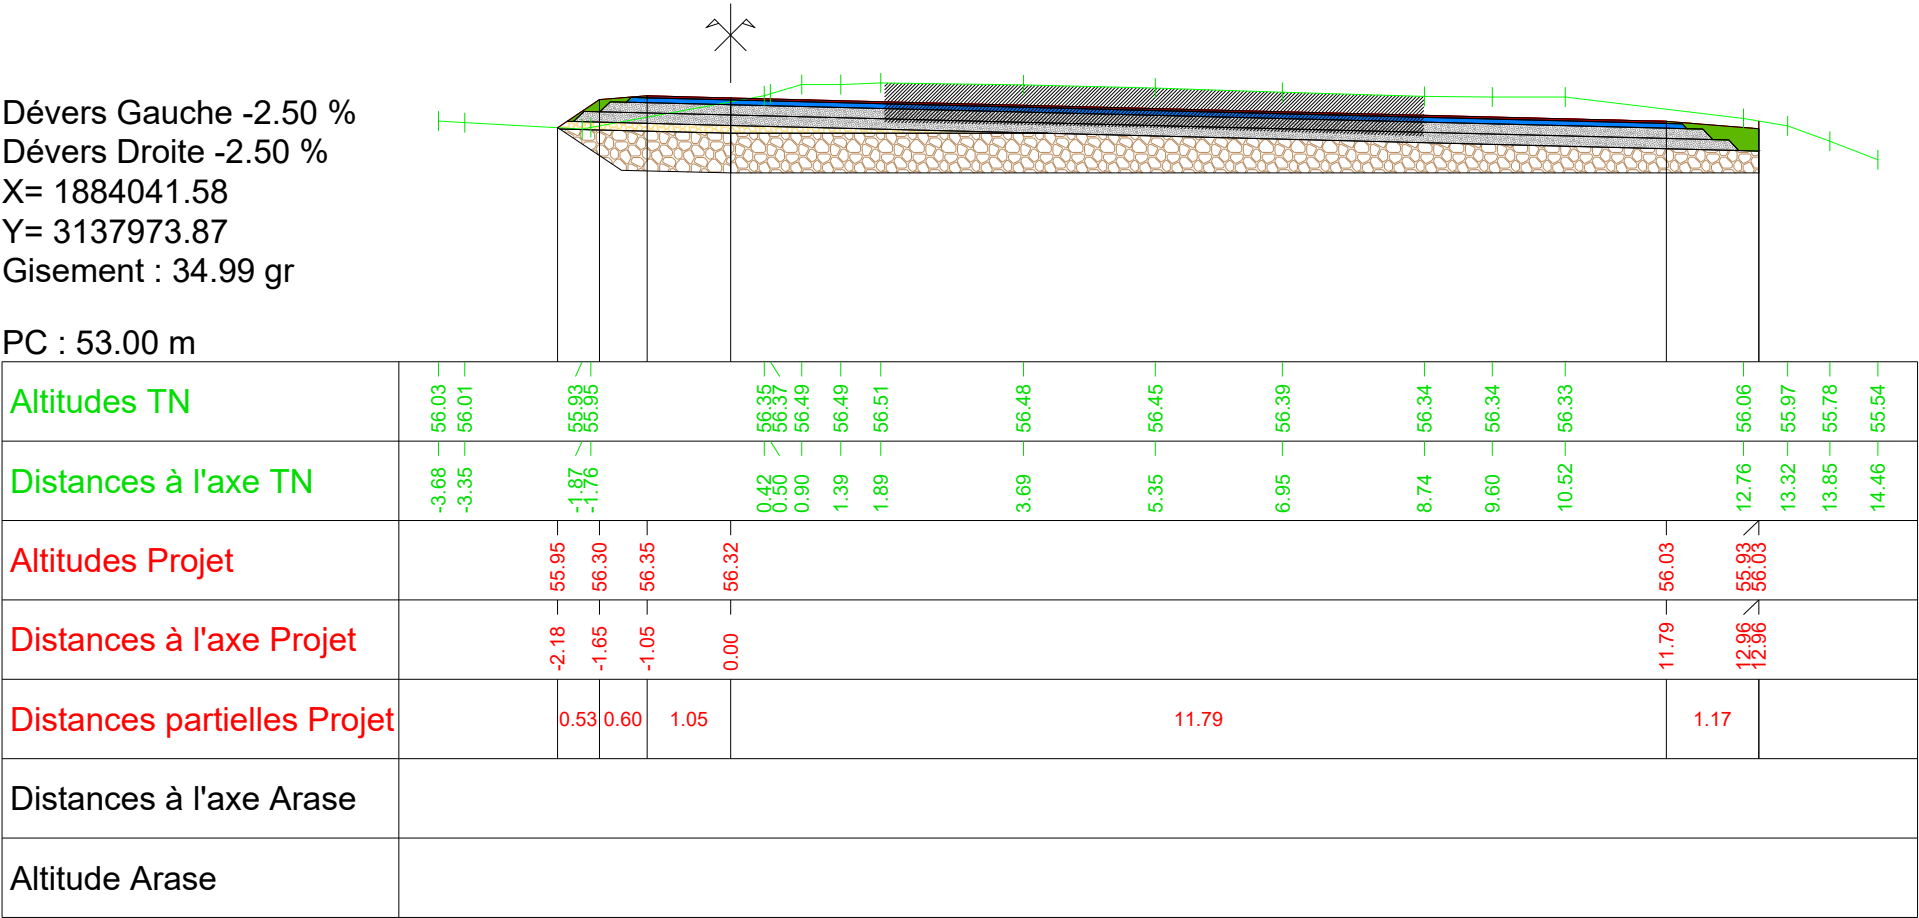 Dévers Gauche -2.50 %
Dévers Droite -2.50 %
X= 1884041.58
Y= 3137973.87
Gisement : 34.99 gr
PC : 53.00 m
Altitudes TN 56.03 56.01 55.93 55.95 56.35 56.37 56.49 56.49 56.51 56.48 56.45 56.39 56.34 56.34 56.33 56.06 55.97 55.78 55.54
Distances à l'axe TN -3.68 -3.35 -1.87 -1.76 0.42 0.50 0.90 1.39 1.89 3.69 5.35 6.95 8.74 9.60 10.52 12.76 13.32 13.85 14.46
Altitudes Projet 55.95 56.30 56.35 56.32 56.03 55.93 56.03
Distances à l'axe Projet -2.18 -1.65 -1.05 0.00 11.79 12.96 12.96
Distances partielles Projet 0.53 0.60 1.05 11.79 1.17
Distances à l'axe Arase
Altitude Arase